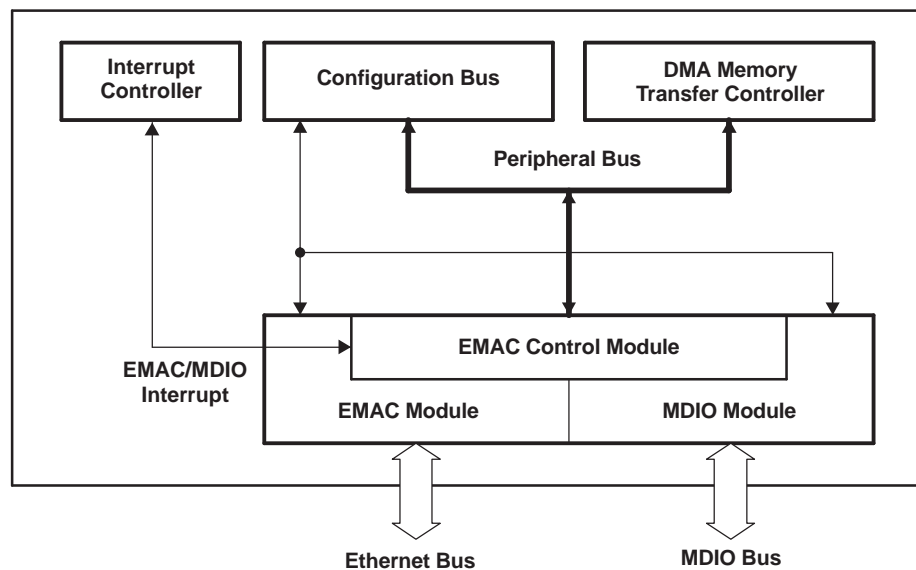 Interrupt
Controller
Configuration Bus
DMA Memory
Transfer Controller
Peripheral Bus
EMAC Control Module
EMAC/MDIO
Interrupt
EMAC Module
MDIO Module
Ethernet Bus
MDIO Bus